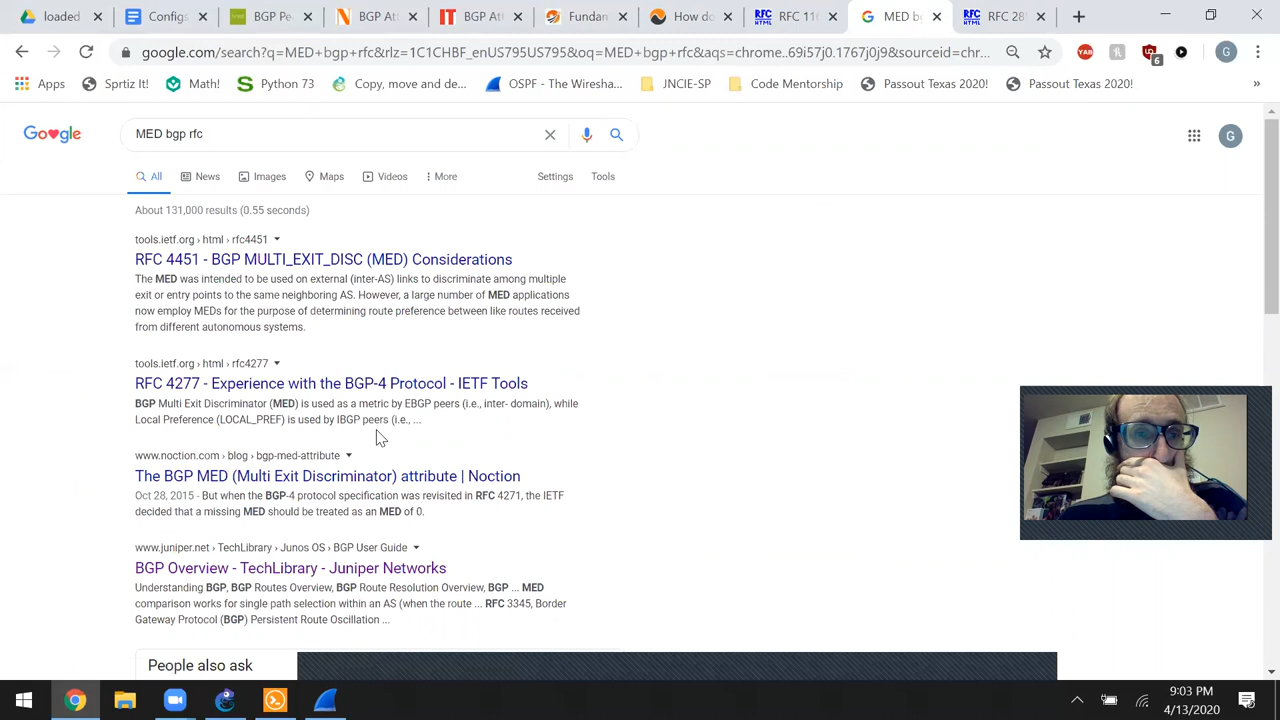 loaded
Configs
BGP Pe
BGP Att
BGP At
Fundam
How do
RFC 11
MED b
RFC 28
google.com/search?q=MED+bgp+rfc&rlz=1C1CHBF_enUS795US795&oq=MED+bgp+rfc&aqs=chrome..69i57j0.1767j0j9&sourceid=chr...
YAB
6
G
Apps
Sprtiz It!
Math!
Python 73
Copy, move and de...
OSPF - The Wiresha...
JNCIE-SP
Code Mentorship
Passout Texas 2020!
Passout Texas 2020!
»
MED bgp rfc
G
All
News
Images
Maps
Videos
More
Settings
Tools
About 131,000 results (0.55 seconds)
tools.ietf.org › html › rfc4451
RFC 4451 - BGP MULTI_EXIT_DISC (MED) Considerations
The MED was intended to be used on external (inter-AS) links to discriminate among multiple
exit or entry points to the same neighboring AS. However, a large number of MED applications
now employ MEDs for the purpose of determining route preference between like routes received
from different autonomous systems.
tools.ietf.org › html › rfc4277
RFC 4277 - Experience with the BGP-4 Protocol - IETF Tools
BGP Multi Exit Discriminator (MED) is used as a metric by EBGP peers (i.e., inter- domain), while
Local Preference (LOCAL_PREF) is used by IBGP peers (i.e., ...
www.noction.com › blog › bgp-med-attribute
The BGP MED (Multi Exit Discriminator) attribute | Noction
Oct 28, 2015 - But when the BGP-4 protocol specification was revisited in RFC 4271, the IETF
decided that a missing MED should be treated as an MED of 0.
www.juniper.net › TechLibrary › Junos OS › BGP User Guide
BGP Overview - TechLibrary - Juniper Networks
Understanding BGP, BGP Routes Overview, BGP Route Resolution Overview, BGP ... MED
comparison works for single path selection within an AS (when the route ... RFC 3345, Border
Gateway Protocol (BGP) Persistent Route Oscillation ...
People also ask
9:03 PM
4/13/2020